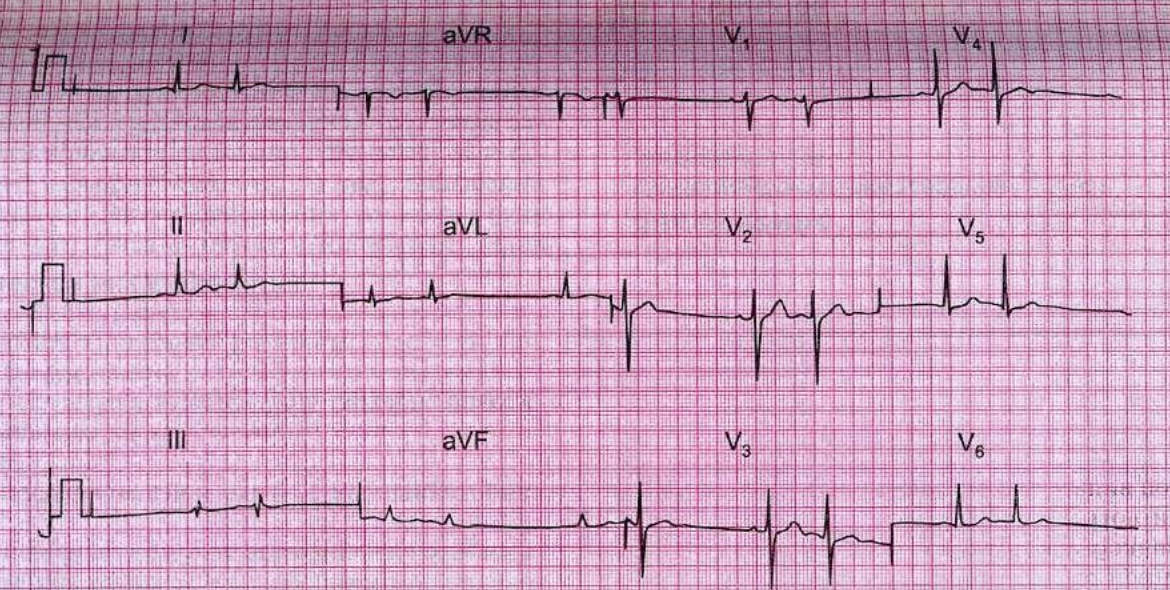 I aVR V₁ V₄
II aVL V₂ V₅
III aVF V₃ V₆